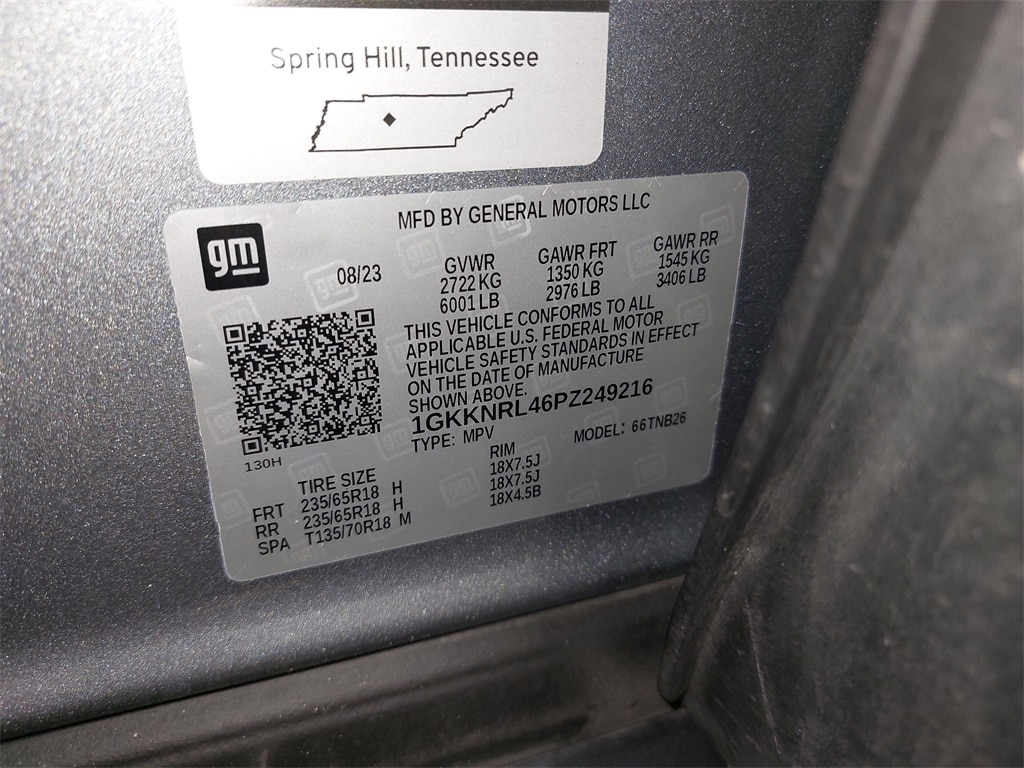 Spring Hill, Tennessee
MFD BY GENERAL MOTORS LLC
gm
08/23
GVWR GAWR FRT GAWR RR
2722 KG 1350 KG 1545 KG
6001 LB 2976 LB 3406 LB
THIS VEHICLE CONFORMS TO ALL
APPLICABLE U.S. FEDERAL MOTOR
VEHICLE SAFETY STANDARDS IN EFFECT
ON THE DATE OF MANUFACTURE
SHOWN ABOVE.
1GKKNRL46PZ249216
TYPE: MPV MODEL: 66TNB26
130H
TIRE SIZE RIM
FRT 235/65R18 H 18X7.5J
RR 235/65R18 H 18X7.5J
SPA T135/70R18 M 18X4.5B